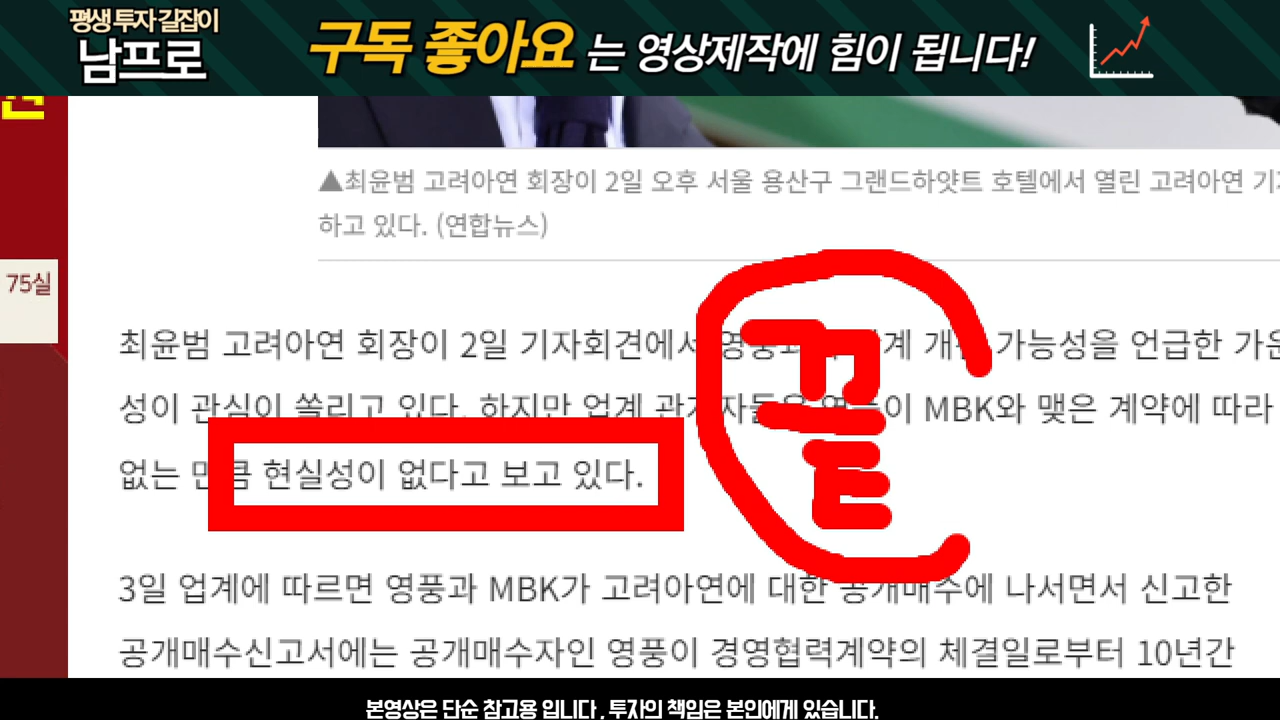 평생 투자 길잡이
남프로
구독 좋아요 는 영상제작에 힘이 됩니다!
75실
▲최윤범 고려아연 회장이 2일 오후 서울 용산구 그랜드하얏트 호텔에서 열린 고려아연
하고 있다. (연합뉴스)
최윤범 고려아연 회장이 2일 기자회견에서 가능성을 언급한
성이 관심이 쏠리고 있다. 하지만 업계 MBK와 맺은 계약에 따라
없는 만큼 현실성이 없다고 보고 있다.
끝
3일 업계에 따르면 영풍과 MBK가 고려아연에 대한 공개매수에 나서면서 신고한
공개매수신고서에는 공개매수자인 영풍이 경영협력계약의 체결일로부터 10년간
본영상은 단순 참고용 입니다, 투자의 책임은 본인에게 있습니다.